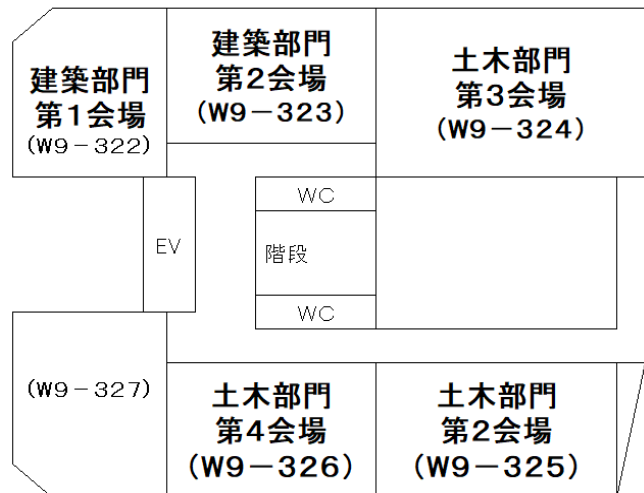 建築部門
第1会場
(W9-322)
建築部門
第2会場
(W9-323)
土木部門
第3会場
(W9-324)
WC
EV
階段
WC
(W9-327)
土木部門
第4会場
(W9-326)
土木部門
第2会場
(W9-325)